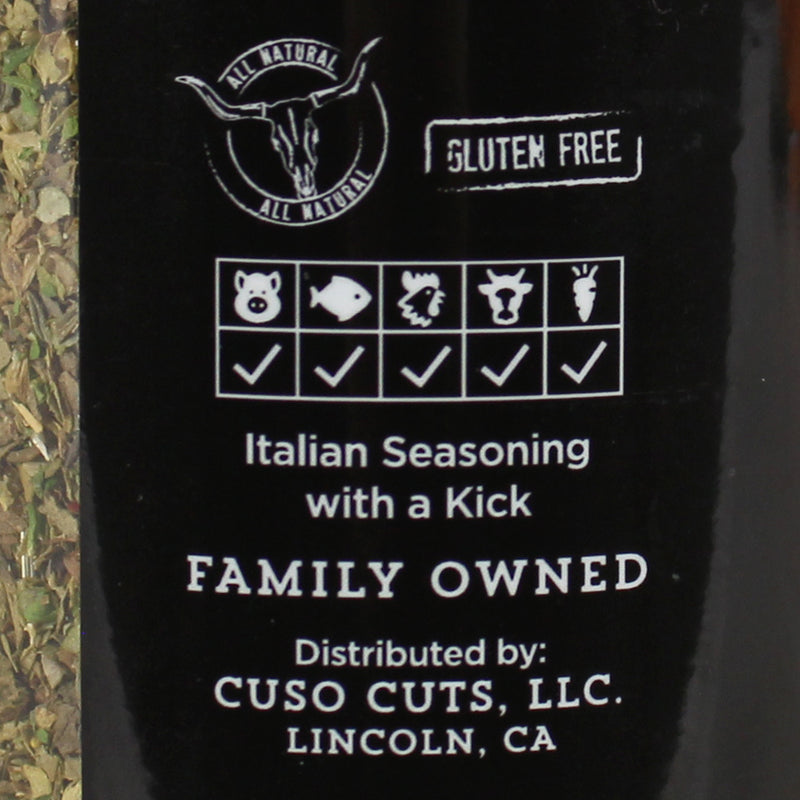 ALL NATURAL
ALL NATURAL
GLUTEN FREE
Italian Seasoning
with a Kick
FAMILY OWNED
Distributed by:
CUSO CUTS, LLC.
LINCOLN, CA